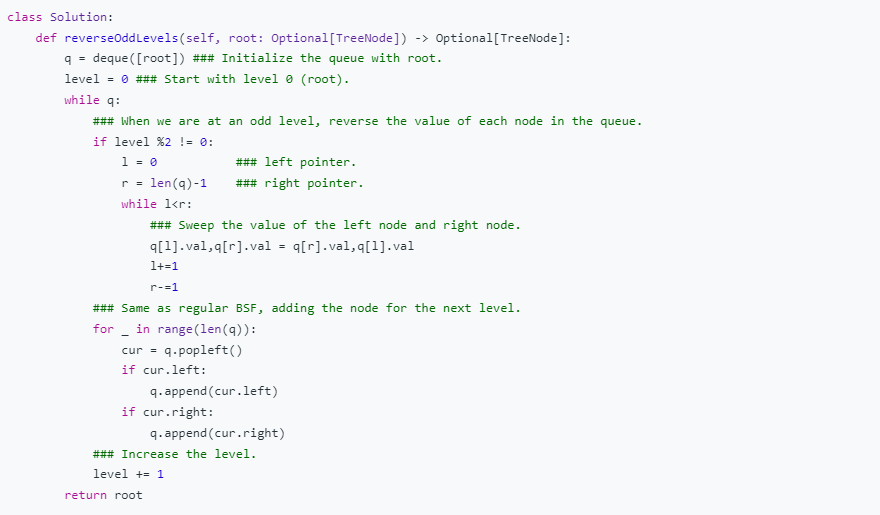 class Solution:
    def reverseOddLevels(self, root: Optional[TreeNode]) -> Optional[TreeNode]:
        q = deque([root]) ### Initialize the queue with root.
        level = 0 ### Start with level 0 (root).
        while q:
            ### When we are at an odd level, reverse the value of each node in the queue.
            if level %2 != 0:
                l = 0           ### left pointer.
                r = len(q)-1    ### right pointer.
                while l<r:
                    ### Sweep the value of the left node and right node.
                    q[l].val,q[r].val = q[r].val,q[l].val
                    l+=1
                    r-=1
            ### Same as regular BSF, adding the node for the next level.
            for _ in range(len(q)):
                cur = q.popleft()
                if cur.left:
                    q.append(cur.left)
                if cur.right:
                    q.append(cur.right)
            ### Increase the level.
            level += 1
        return root